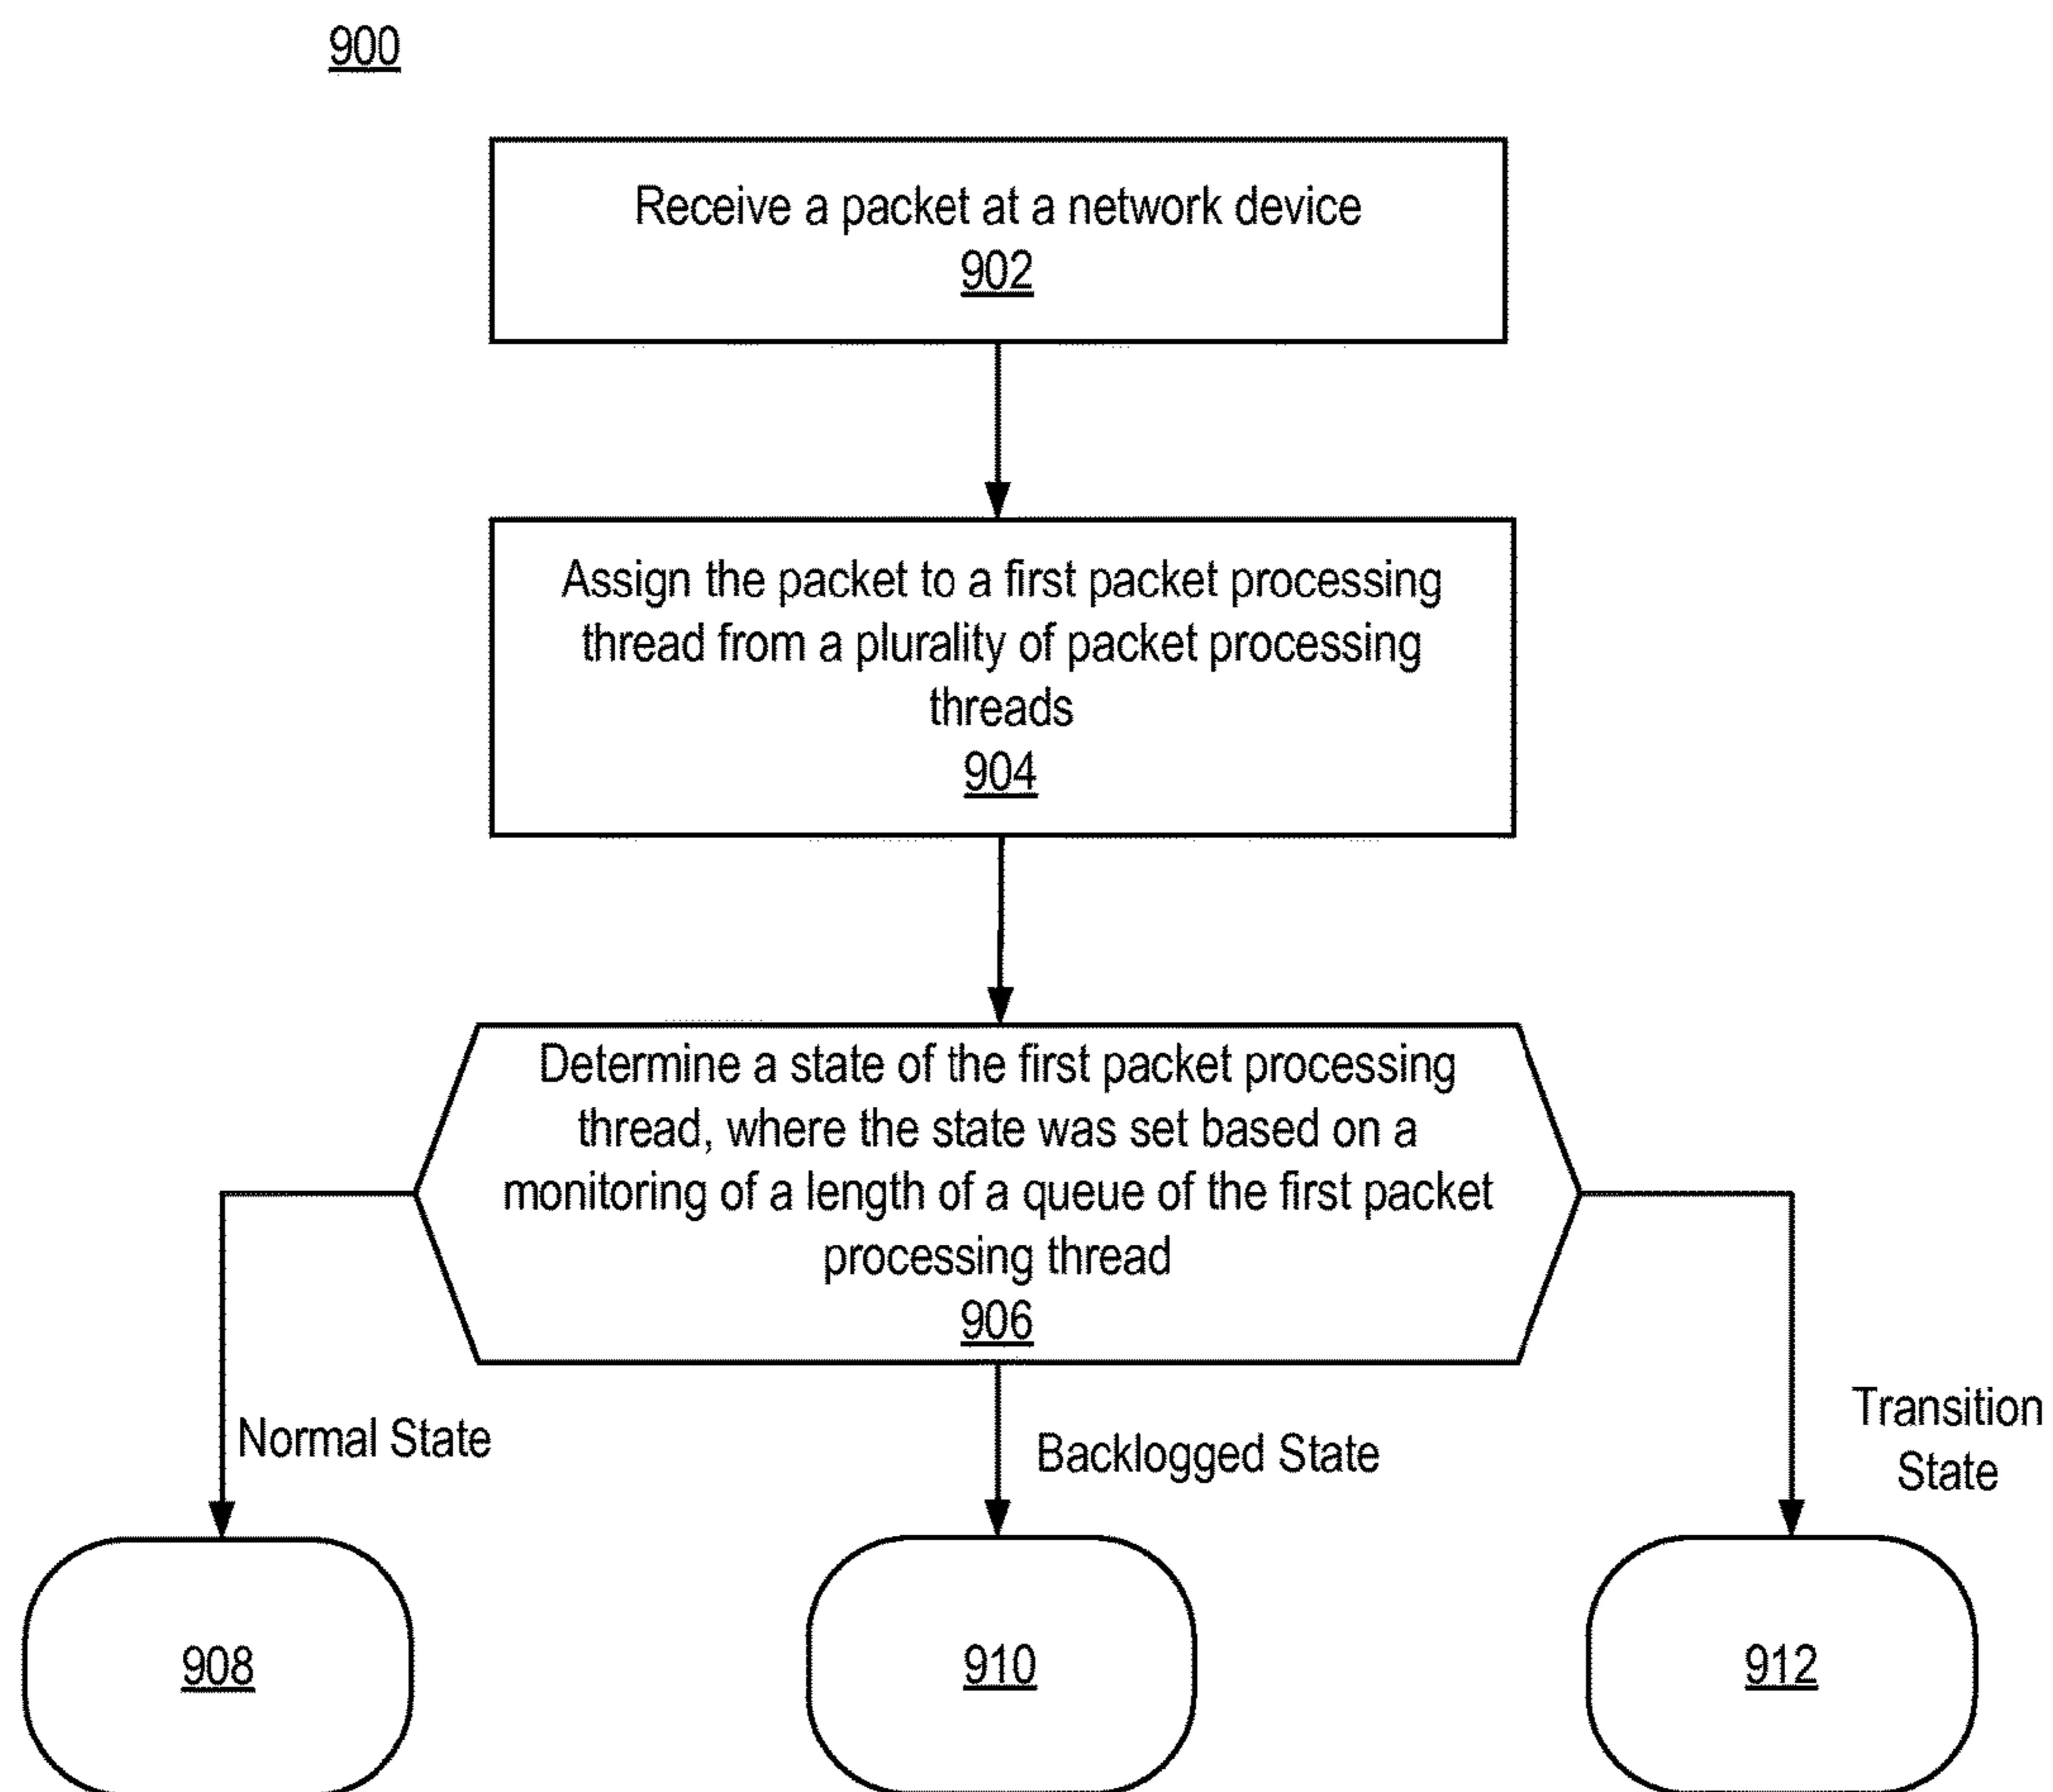 900
Receive a packet at a network device
902
Assign the packet to a first packet processing
thread from a plurality of packet processing
threads
904
Determine a state of the first packet processing
thread, where the state was set based on a
monitoring of a length of a queue of the first packet
processing thread
906
Normal State
Backlogged State
Transition
State
908
910
912